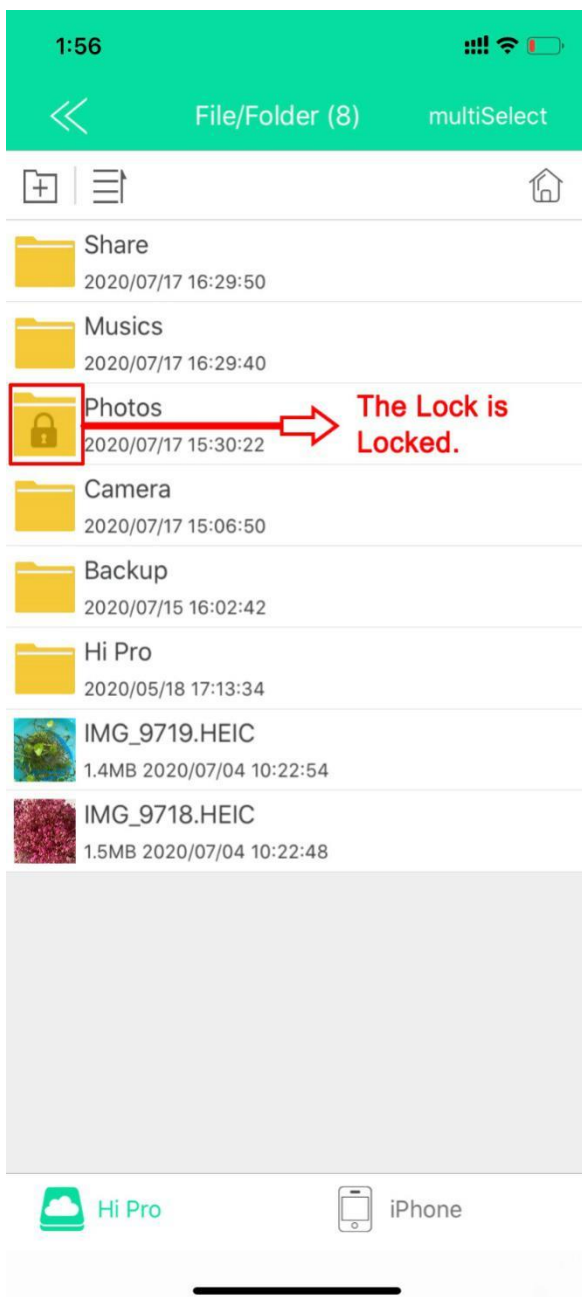 1:56
File/Folder (8) multiSelect
Share
2020/07/17 16:29:50
Musics
2020/07/17 16:29:40
Photos
2020/07/17 15:30:22
The Lock is
Locked.
Camera
2020/07/17 15:06:50
Backup
2020/07/15 16:02:42
Hi Pro
2020/05/18 17:13:34
IMG_9719.HEIC
1.4MB 2020/07/04 10:22:54
IMG_9718.HEIC
1.5MB 2020/07/04 10:22:48
Hi Pro iPhone